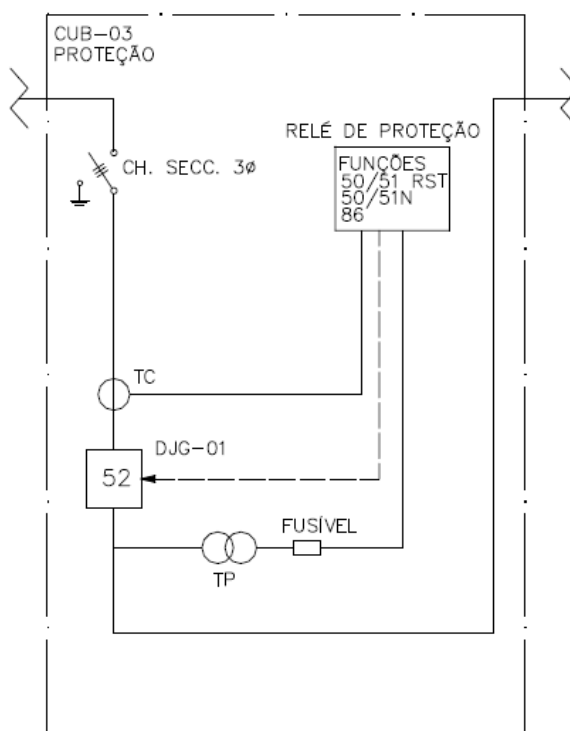 CUB-03
PROTEÇÃO
RELÉ DE PROTEÇÃO
CH. SECC. 3ø
FUNÇÕES
50/51 RST
50/51N
86
TC
DJG-01
52
FUSÍVEL
TP